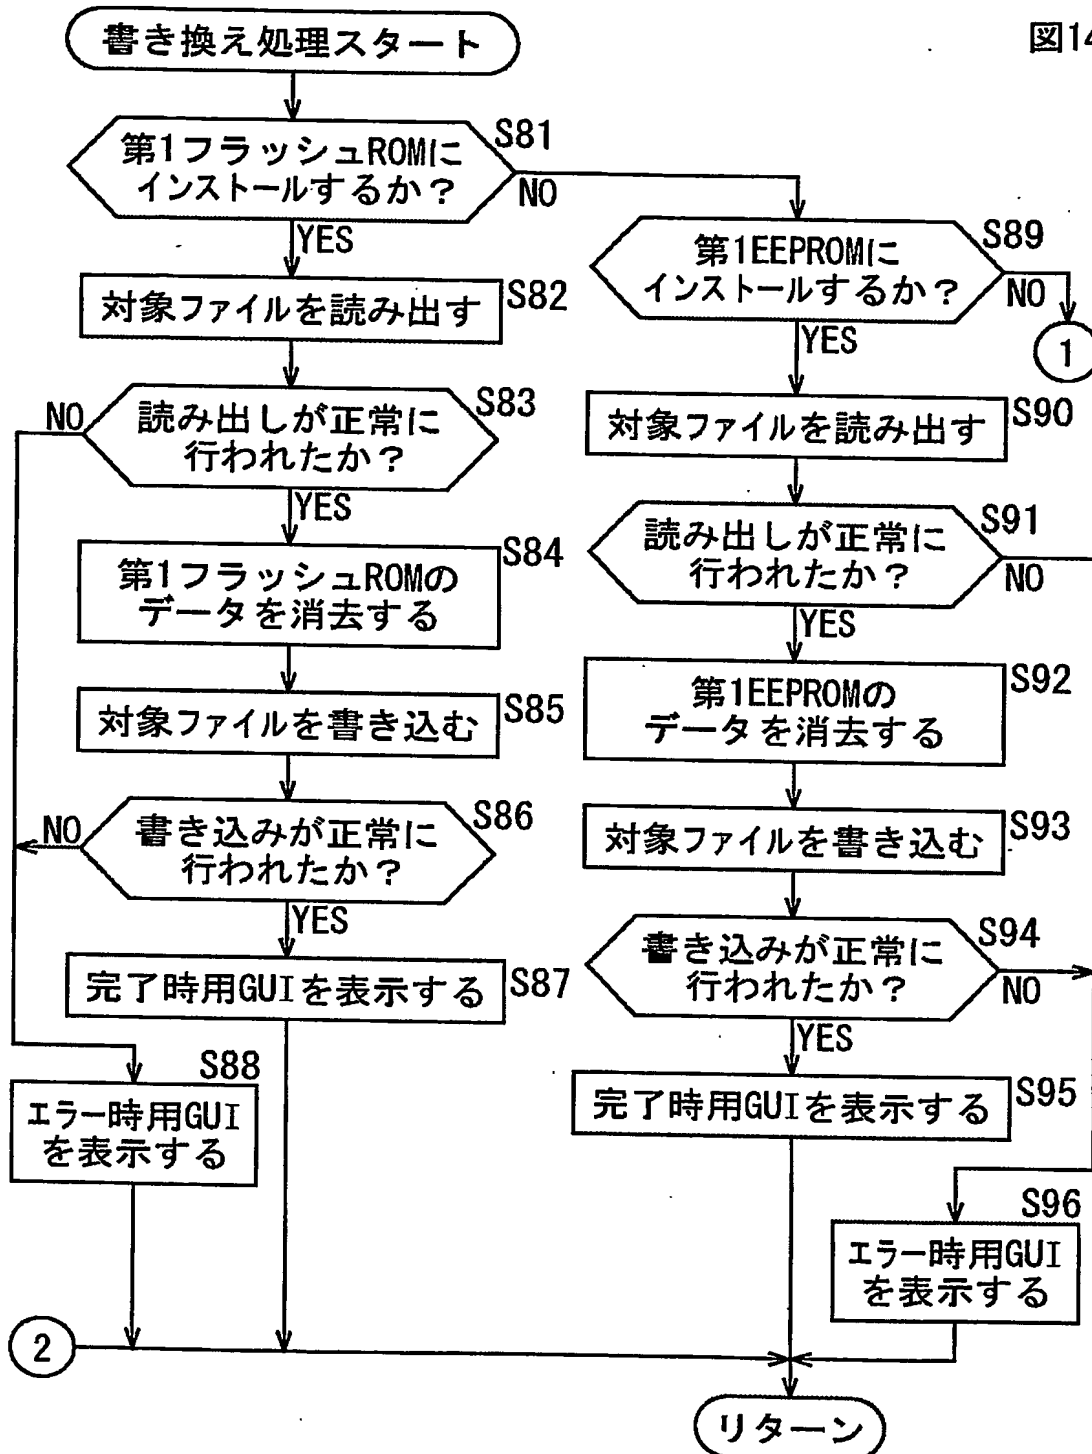 図14
書き換え処理スタート
第1フラッシュROMに
インストールするか？
S81
NO
YES
対象ファイルを読み出す
S82
読み出しが正常に
行われたか？
S83
NO
YES
第1フラッシュROMの
データを消去する
S84
対象ファイルを書き込む
S85
書き込みが正常に
行われたか？
S86
NO
YES
完了時用GUIを表示する
S87
S88
エラー時用GUI
を表示する
2
第1EEPROMに
インストールするか？
S89
NO
1
YES
対象ファイルを読み出す
S90
読み出しが正常に
行われたか？
S91
NO
YES
第1EEPROMの
データを消去する
S92
対象ファイルを書き込む
S93
書き込みが正常に
行われたか？
S94
NO
YES
完了時用GUIを表示する
S95
S96
エラー時用GUI
を表示する
リターン